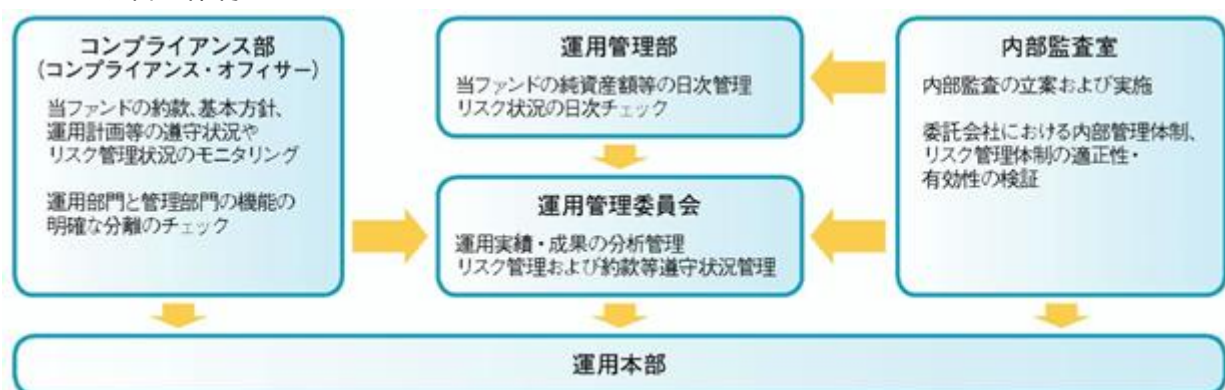 コンプライアンス部
(コンプライアンス・オフィサー)
当ファンドの約款、基本方針、
運用計画等の遵守状況や
リスク管理状況のモニタリング
運用部門と管理部門の機能の
明確な分離のチェック
運用管理部
当ファンドの純資産額等の日次管理
リスク状況の日次チェック
運用管理委員会
運用実績・成果の分析管理
リスク管理および約款等遵守状況管理
内部監査室
内部監査の立案および実施
委託会社における内部管理体制、
リスク管理体制の適正性・
有効性の検証
運用本部